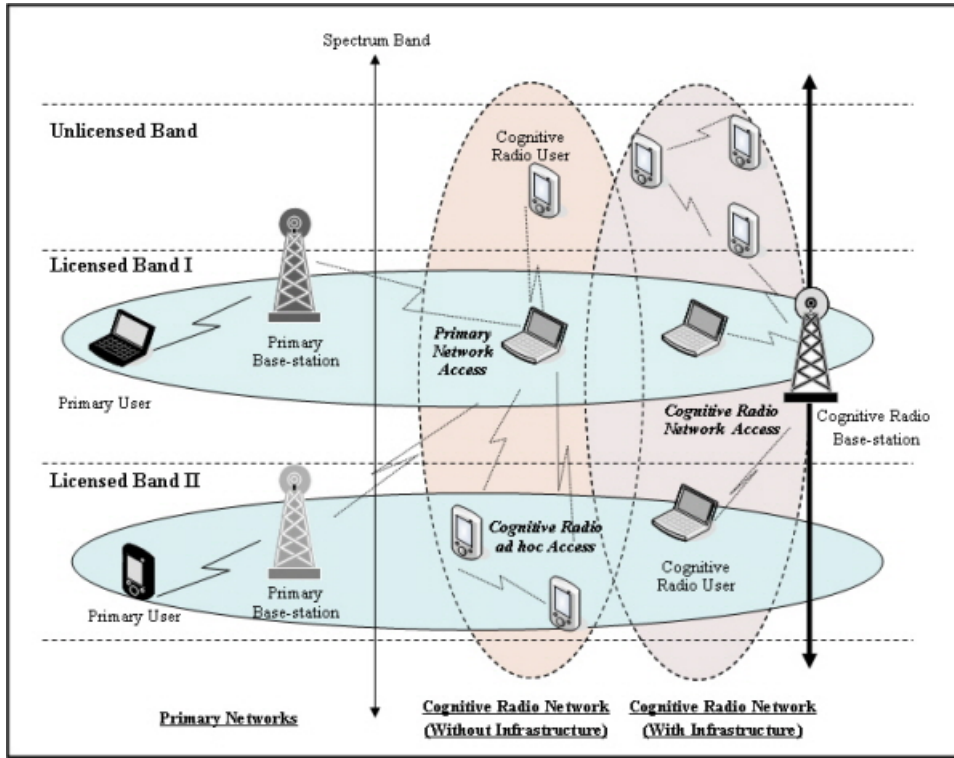 Spectrum Band
Unlicensed Band
Cognitive
Radio User
Licensed Band I
Primary
Base-station
Primary User
Primary
Network
Access
Cognitive Radio
Network Access
Cognitive Radio
Base-station
Licensed Band II
Cognitive Radio
ad hoc Access
Primary
Base-station
Primary User
Cognitive
Radio User
Primary Networks
Cognitive Radio Network
(Without Infrastructure)
Cognitive Radio Network
(With Infrastructure)